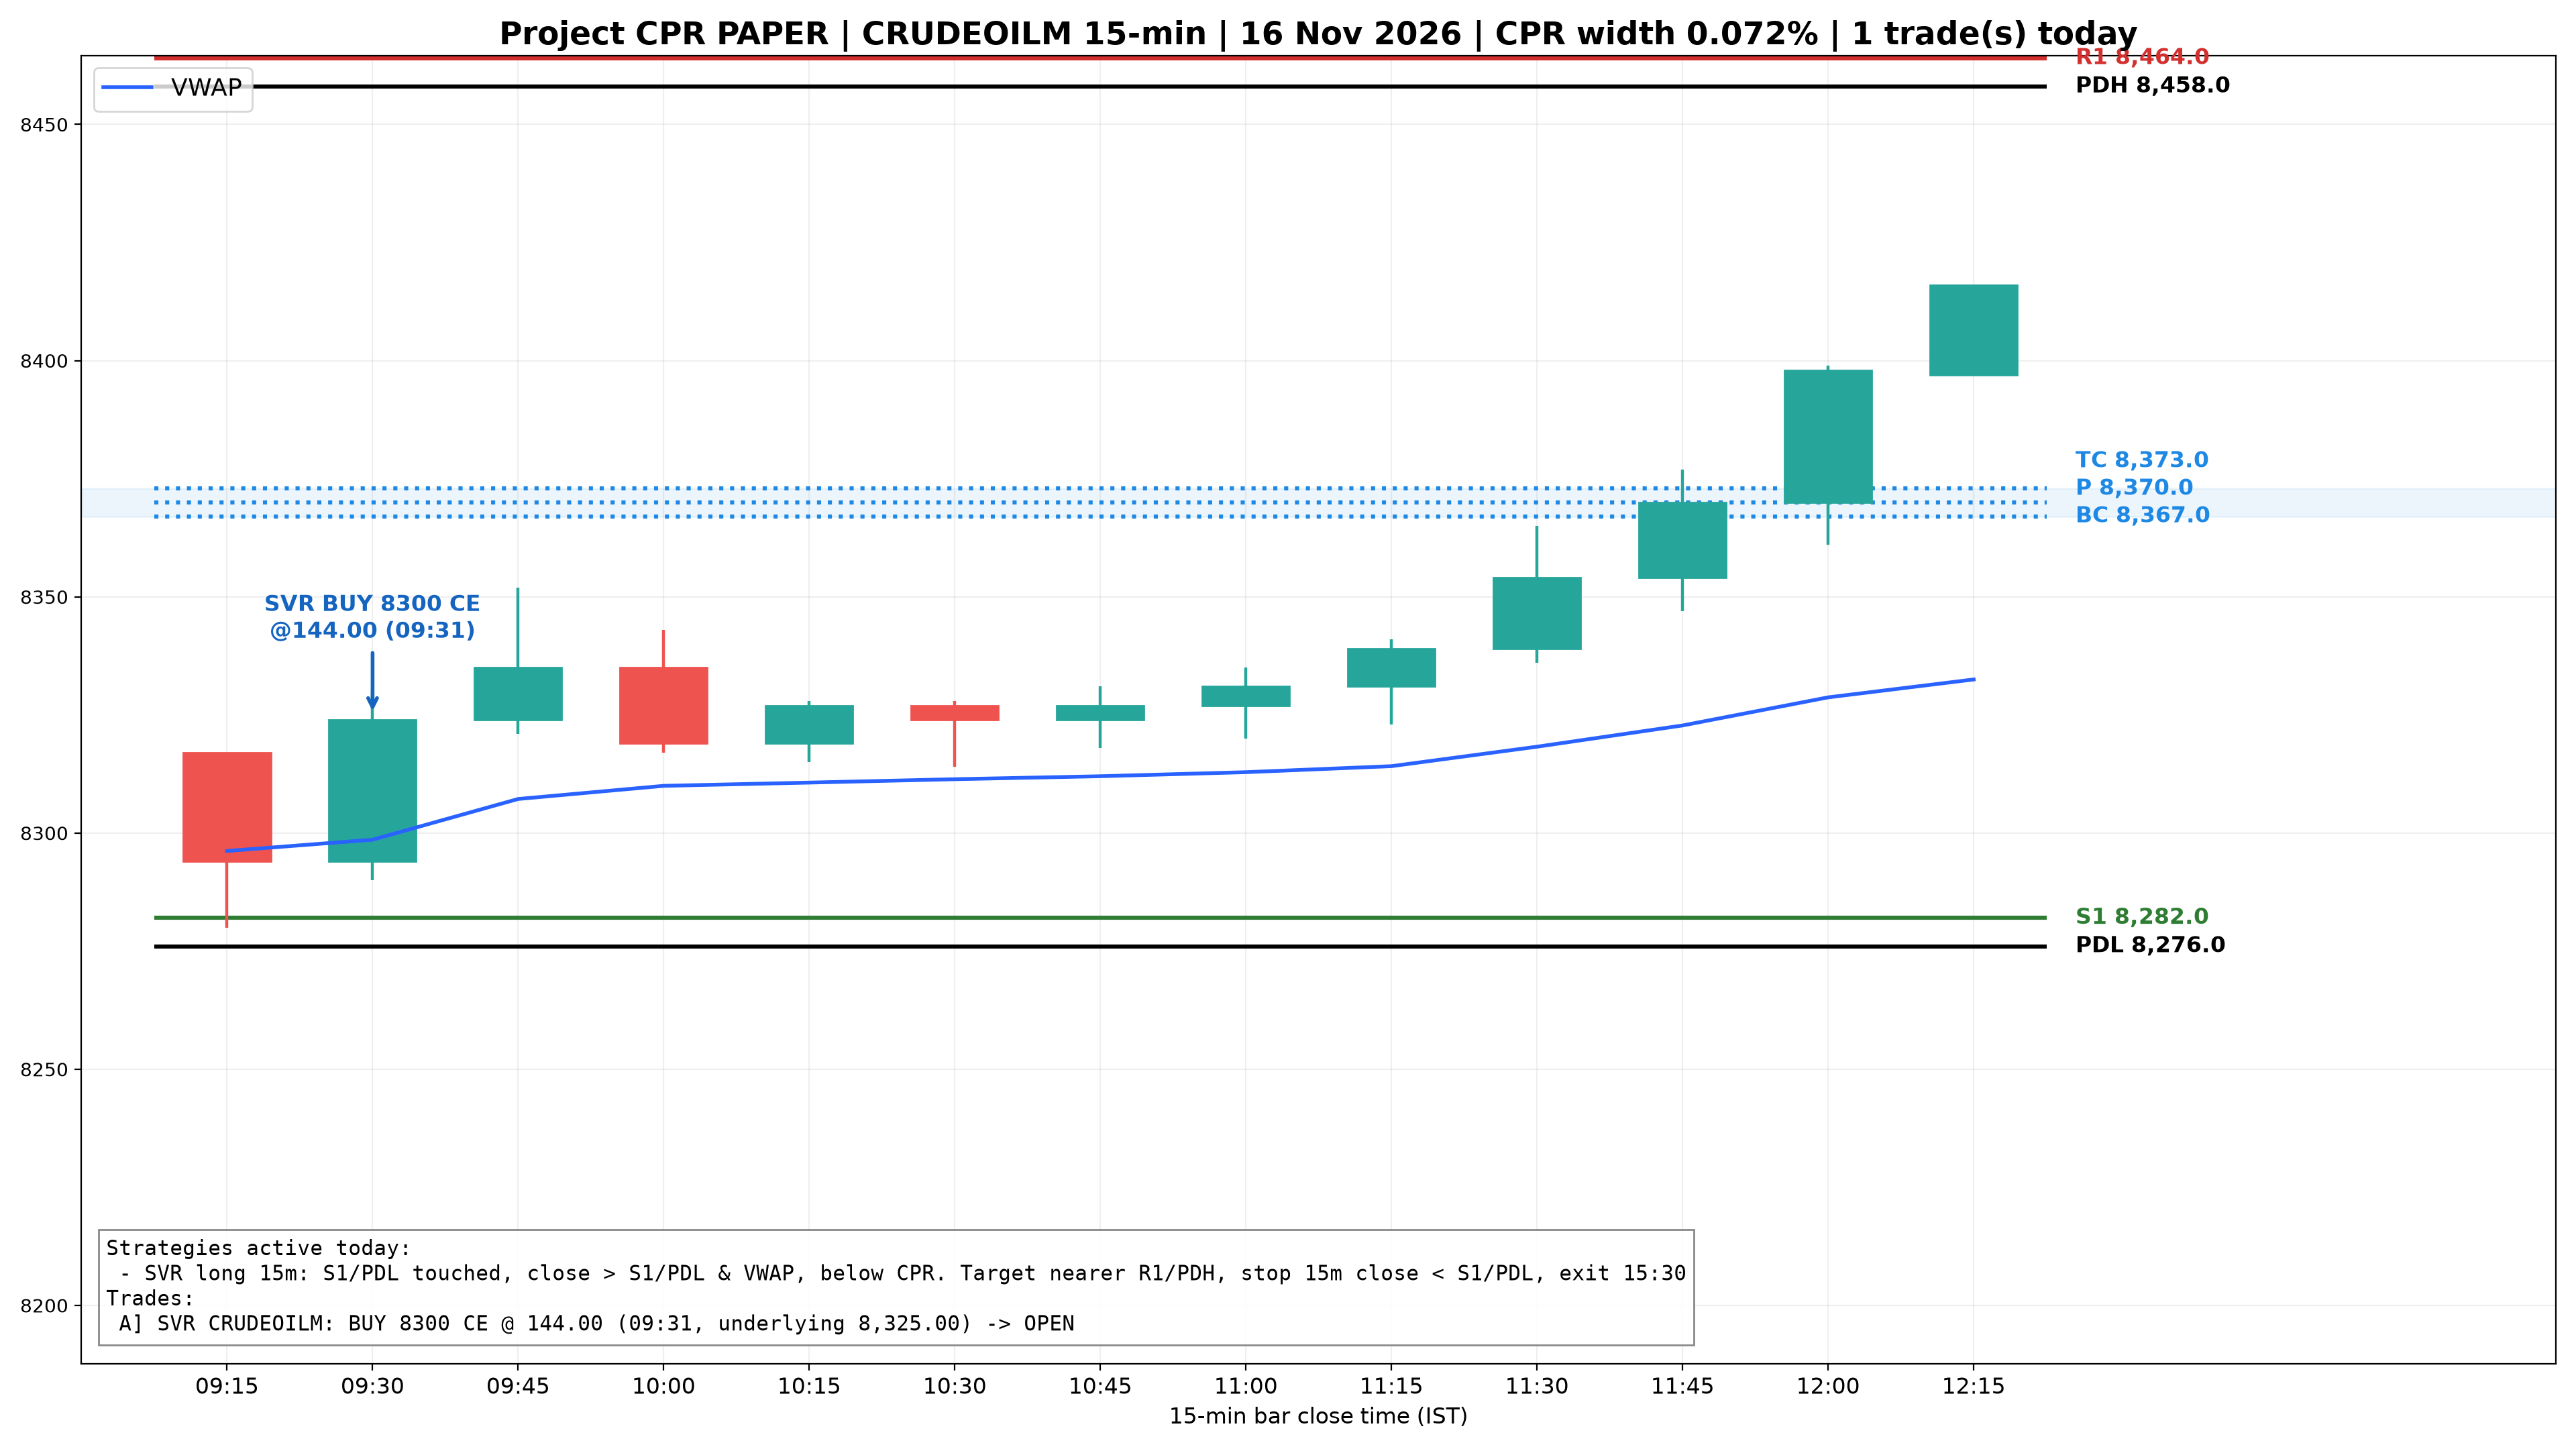 Project CPR PAPER | CRUDEOILM 15-min | 16 Nov 2026 | CPR width 0.072% | 1 trade(s) today
VWAP
R1 8,464.0
PDH 8,458.0
8450
8400
TC 8,373.0
P 8,370.0
BC 8,367.0
8350
SVR BUY 8300 CE
@144.00 (09:31)
8300
S1 8,282.0
PDL 8,276.0
8250
8200
Strategies active today:
- SVR long 15m: S1/PDL touched, close > S1/PDL & VWAP, below CPR. Target nearer R1/PDH, stop 15m close < S1/PDL, exit 15:30
Trades:
A] SVR CRUDEOILM: BUY 8300 CE @ 144.00 (09:31, underlying 8,325.00) -> OPEN
09:15 09:30 09:45 10:00 10:15 10:30 10:45 11:00 11:15 11:30 11:45 12:00 12:15
15-min bar close time (IST)